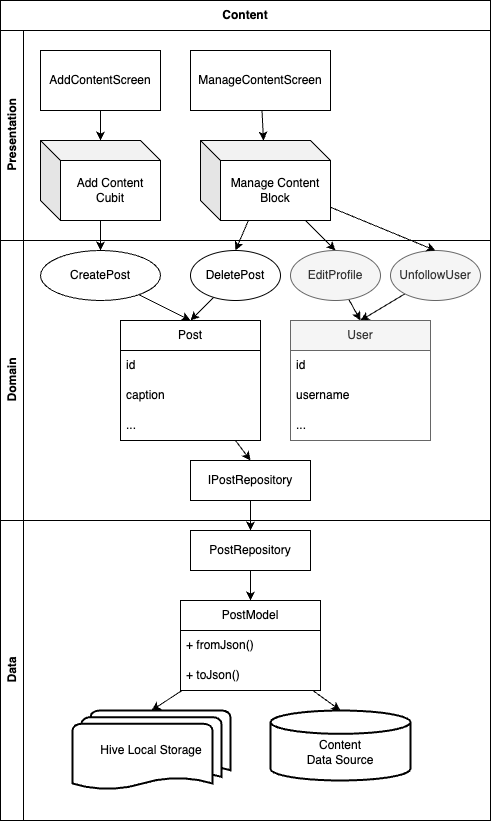 Content
Presentation
AddContentScreen
ManageContentScreen
Add Content
Cubit
Manage Content
Block
Domain
CreatePost
DeletePost
EditProfile
UnfollowUser
Post
id
caption
...
User
id
username
...
IPostRepository
Data
PostRepository
PostModel
+ fromJson()
+ toJson()
Hive Local Storage
Content
Data Source